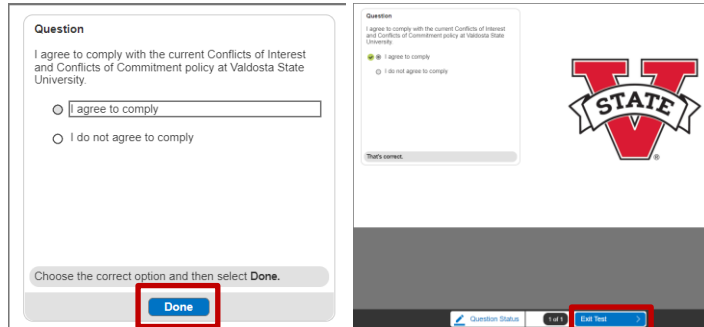 Question
I agree to comply with the current Conflicts of Interest
and Conflicts of Commitment policy at Valdosta State
University.
I agree to comply
I do not agree to comply
Choose the correct option and then select Done.
Done
Question
I agree to comply with the current Conflicts of Interest
and Conflicts of Commitment policy at Valdosta State
University.
I agree to comply
I do not agree to comply
That's correct.
V
STATE
®
Question Status
1 of 1
Exit Test